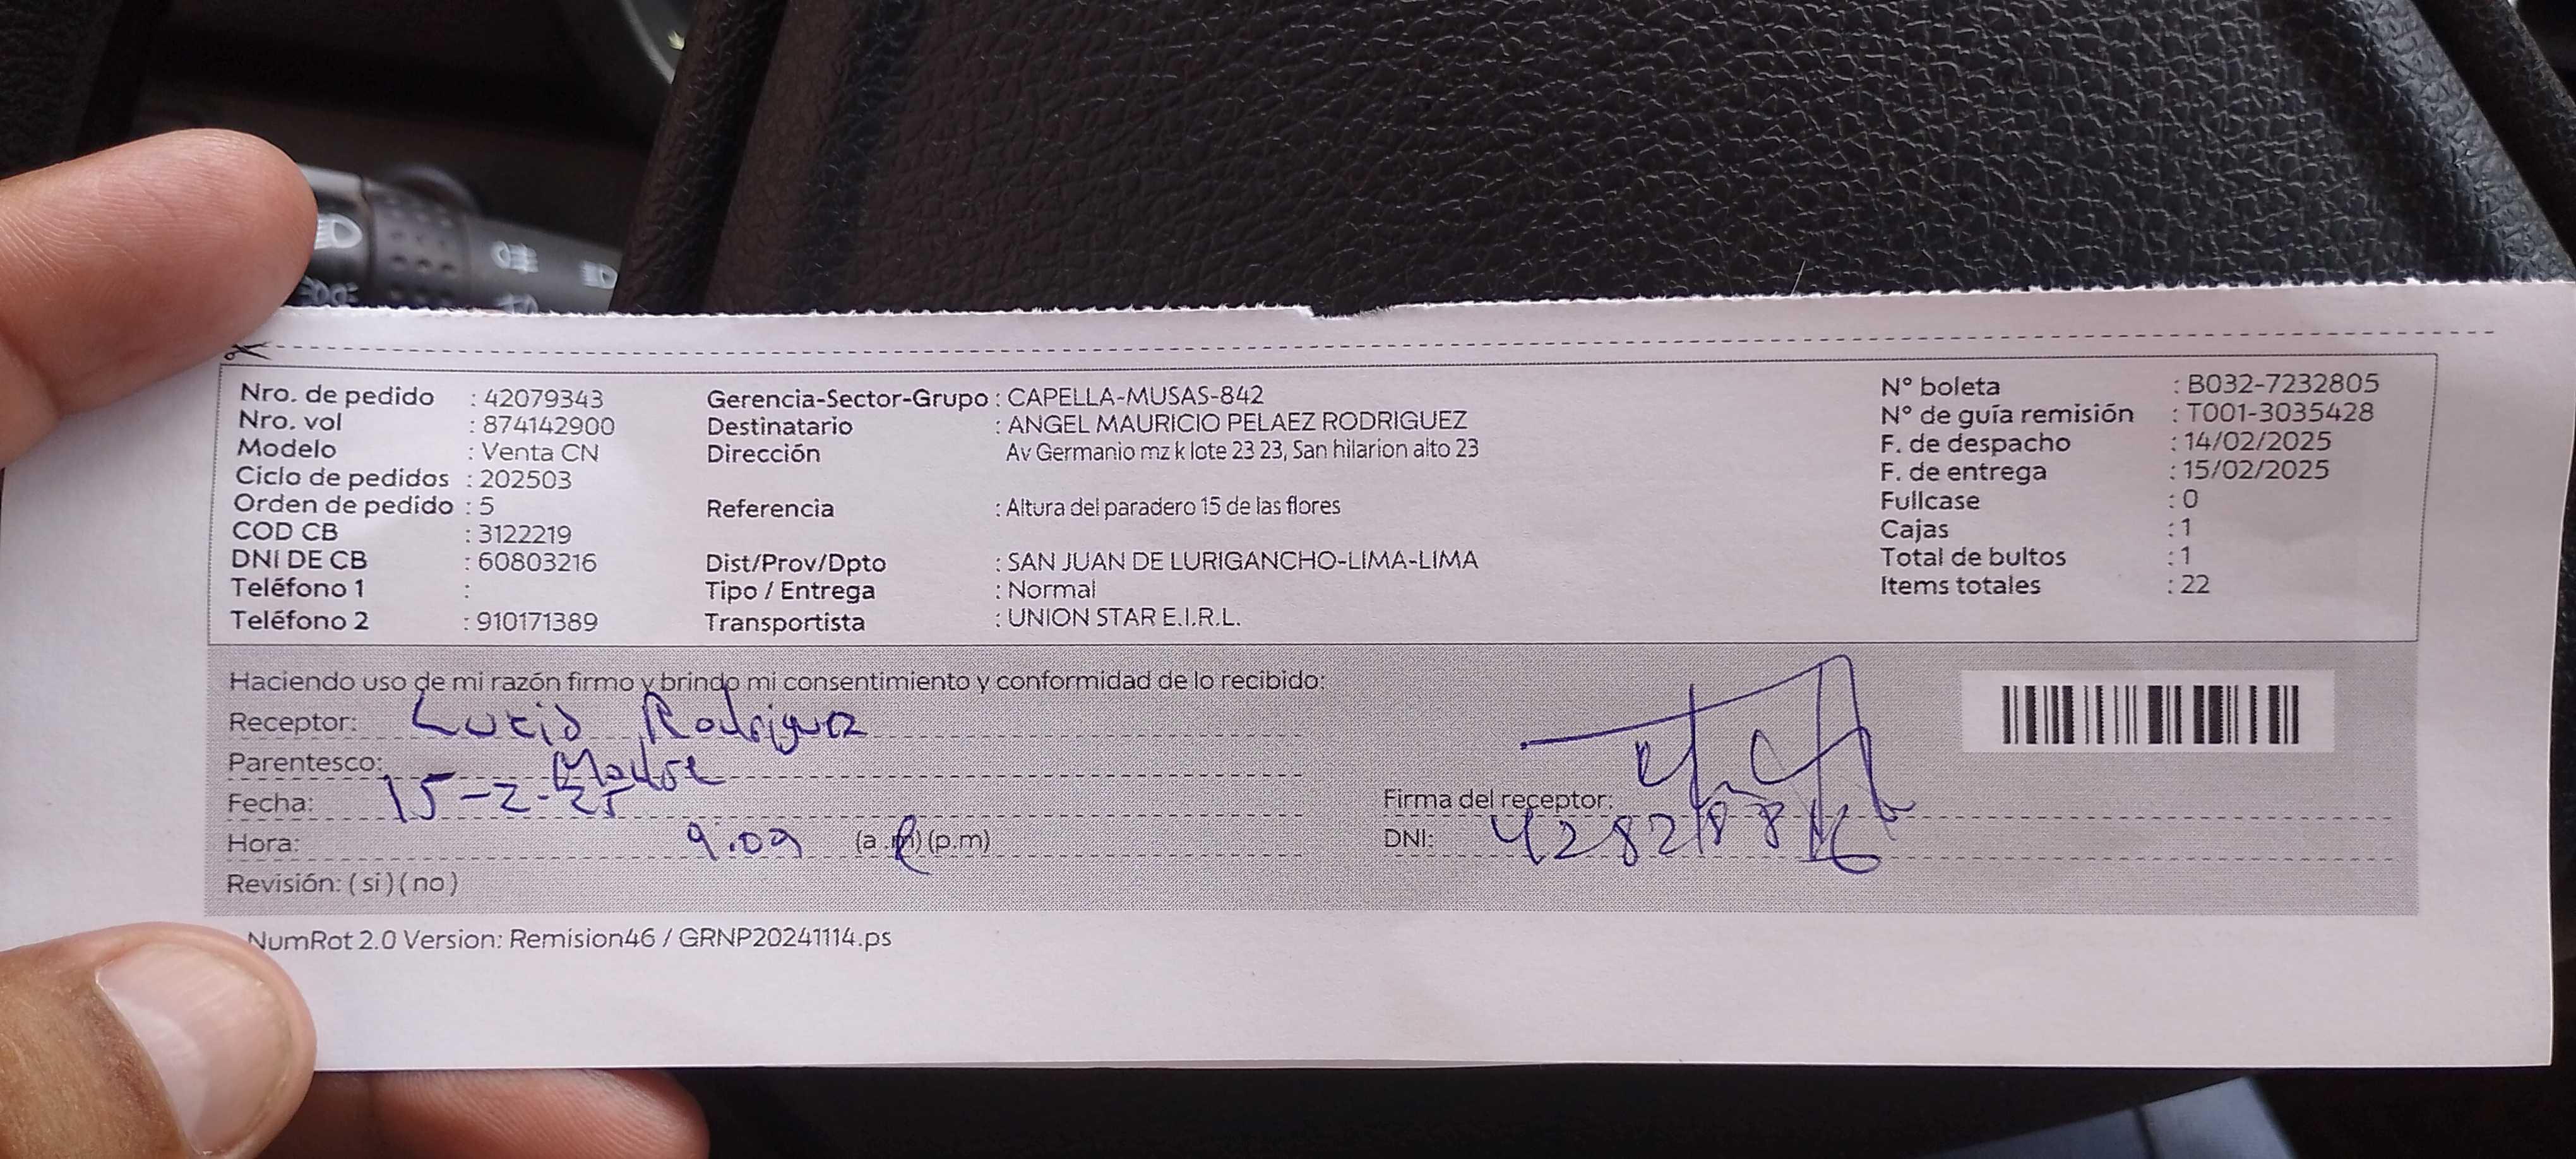 Nro. de pedido : 42079343
Nro. vol : 874142900
Modelo : Venta CN
Ciclo de pedidos : 202503
Orden de pedido : 5
COD CB : 3122219
DNI DE CB : 60803216
Teléfono 1 :
Teléfono 2 : 910171389
Gerencia-Sector-Grupo : CAPELLA-MUSAS-842
Destinatario : ANGEL MAURICIO PELAEZ RODRIGUEZ
Dirección Av Germanio mz k lote 23 23, San hilarion alto 23
Referencia : Altura del paradero 15 de las flores
Dist/Prov/Dpto : SAN JUAN DE LURIGANCHO-LIMA-LIMA
Tipo / Entrega : Normal
Transportista : UNION STAR E.I.R.L.
N° boleta : B032-7232805
N° de guía remisión : T001-3035428
F. de despacho : 14/02/2025
F. de entrega : 15/02/2025
Fullcase : 0
Cajas : 1
Total de bultos : 1
Items totales : 22
Haciendo uso de mi razón firmo y brindo mi consentimiento y conformidad de lo recibido:
Receptor: Rodriguez
Parentesco: Madre
Fecha: 15-2-25
Hora: 9:09 (a.m) (p.m)
Revisión: ( si ) ( no )
Firma del receptor:
DNI:
NumRot 2.0 Version: Remision46 / GRNP20241114.ps